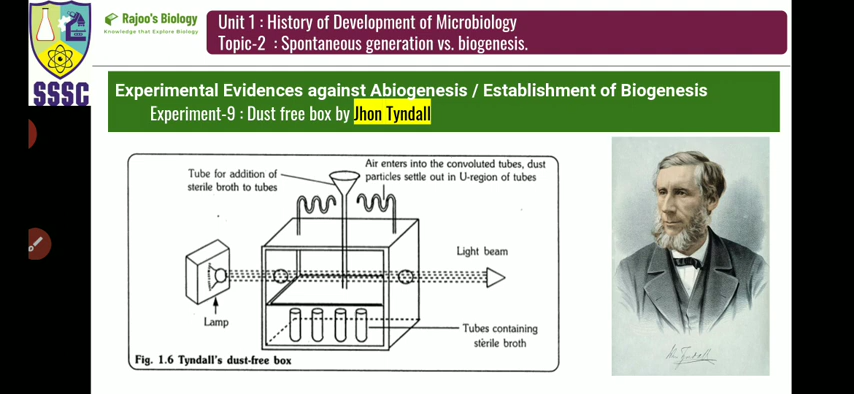 Rajoo's Biology
Knowledge that Explore Biology
SSSC
Unit 1 : History of Development of Microbiology
Topic-2 : Spontaneous generation vs. biogenesis.
Experimental Evidences against Abiogenesis / Establishment of Biogenesis
Experiment-9 : Dust free box by Jhon Tyndall
Tube for addition of
sterile broth to tubes
Air enters into the convoluted tubes, dust
particles settle out in U-region of tubes
Light beam
Lamp
Tubes containing
sterile broth
Fig. 1.6 Tyndall's dust-free box
Tyndall